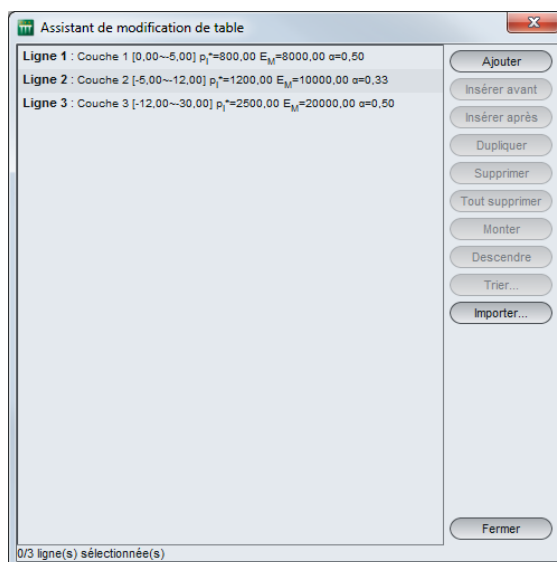 Assistant de modification de table
Ligne 1 : Couche 1 [0,00~-5,00] pl*=800,00 EM=8000,00 α=0,50
Ligne 2 : Couche 2 [-5,00~-12,00] pl*=1200,00 EM=10000,00 α=0,33
Ligne 3 : Couche 3 [-12,00~-30,00] pl*=2500,00 EM=20000,00 α=0,50
Ajouter
Insérer avant
Insérer après
Dupliquer
Supprimer
Tout supprimer
Monter
Descendre
Trier...
Importer...
Fermer
0/3 ligne(s) sélectionnée(s)